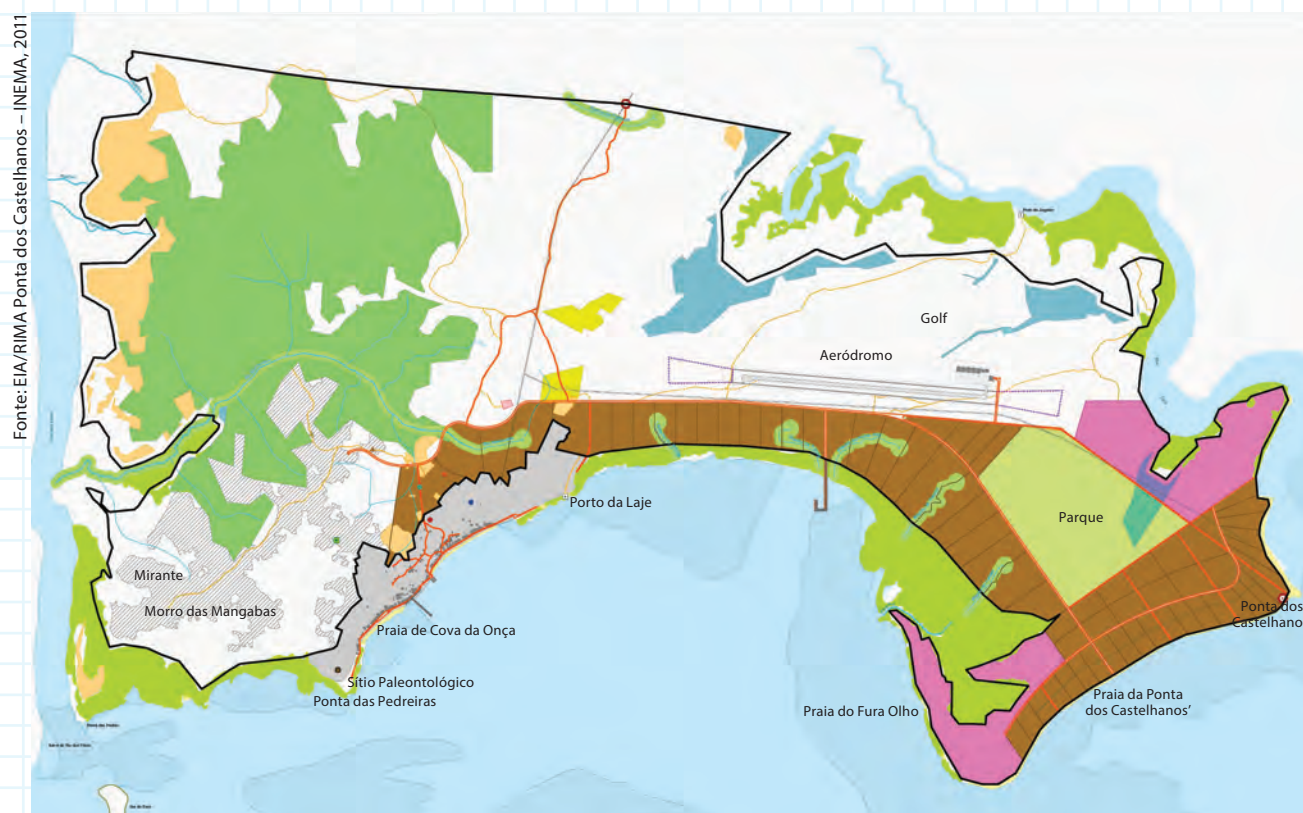 Fonte: EIA/RIMA Ponta dos Castelhanos – INEMA, 2011
Golf
Aeródromo
Porto da Laje
Parque
Mirante
Morro das Mangabas
Praia de Cova da Onça
Ponta dos
Castelhano
Sítio Paleontológico
Ponta das Pedreiras
Praia do Fura Olho
Praia da Ponta
dos Castelhanos'